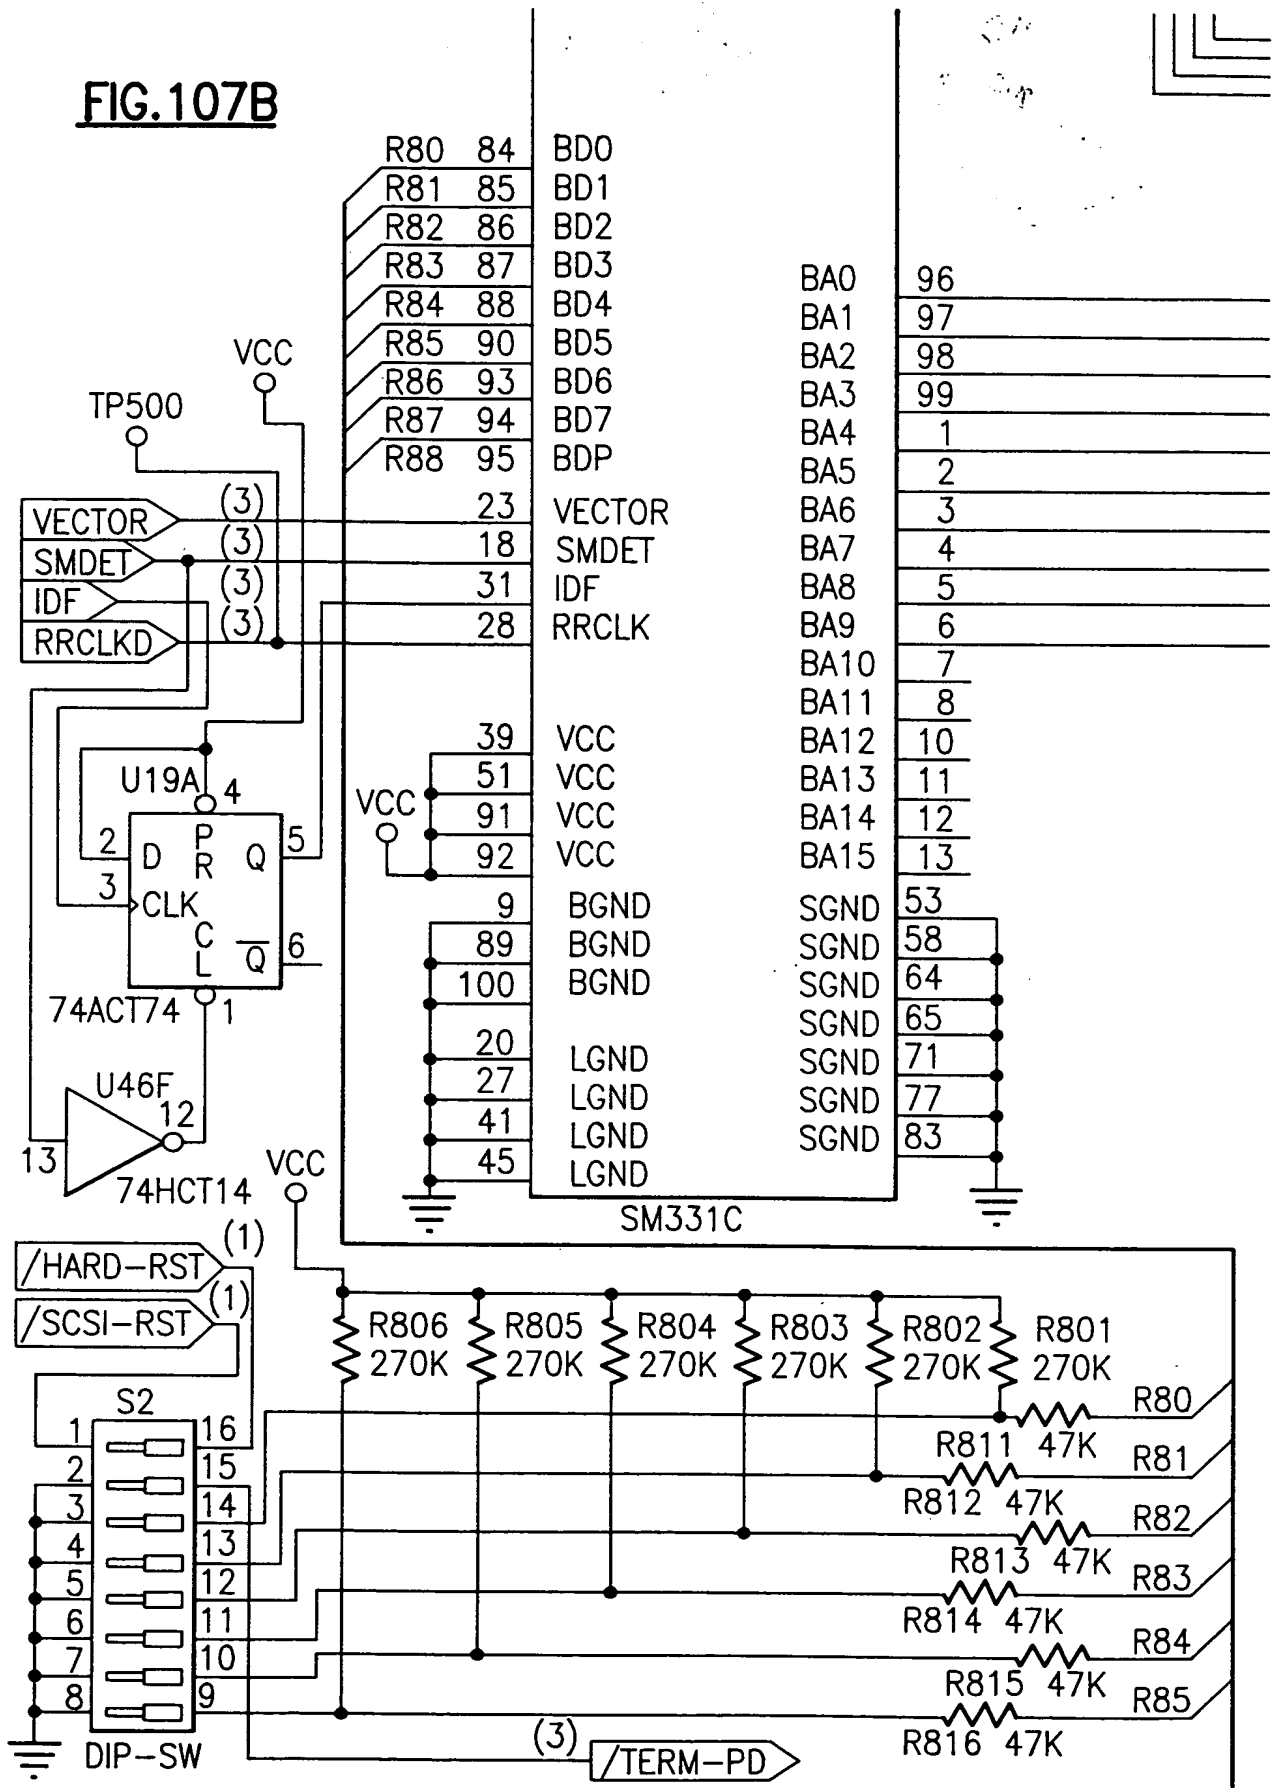 FIG.107B
R80 84 BD0
R81 85 BD1
R82 86 BD2
R83 87 BD3
R84 88 BD4
R85 90 BD5
R86 93 BD6
R87 94 BD7
R88 95 BDP
BA0 96
BA1 97
BA2 98
BA3 99
BA4 1
BA5 2
BA6 3
BA7 4
BA8 5
BA9 6
BA10 7
BA11 8
BA12 10
BA13 11
BA14 12
BA15 13
VCC
TP500
VECTOR (3) 23 VECTOR
SMDET (3) 18 SMDET
IDF (3) 31 IDF
RRCLKD (3) 28 RRCLK
39 VCC
51 VCC
91 VCC
92 VCC
VCC
U19A 4
2 D PR Q 5
3 CLK
CL Q 6
74ACT74 1
U46F
12
13
74HCT14
9 BGND
89 BGND
100 BGND
20 LGND
27 LGND
41 LGND
45 LGND
SGND 53
SGND 58
SGND 64
SGND 65
SGND 71
SGND 77
SGND 83
SM331C
VCC
/HARD-RST (1)
/SCSI-RST (1)
R806 270K
R805 270K
R804 270K
R803 270K
R802 270K
R801 270K
S2
1 16
2 15
3 14
4 13
5 12
6 11
7 10
8 9
DIP-SW
R811 47K R80
R812 47K R81
R813 47K R82
R814 47K R83
R815 47K R84
R816 47K R85
(3) /TERM-PD